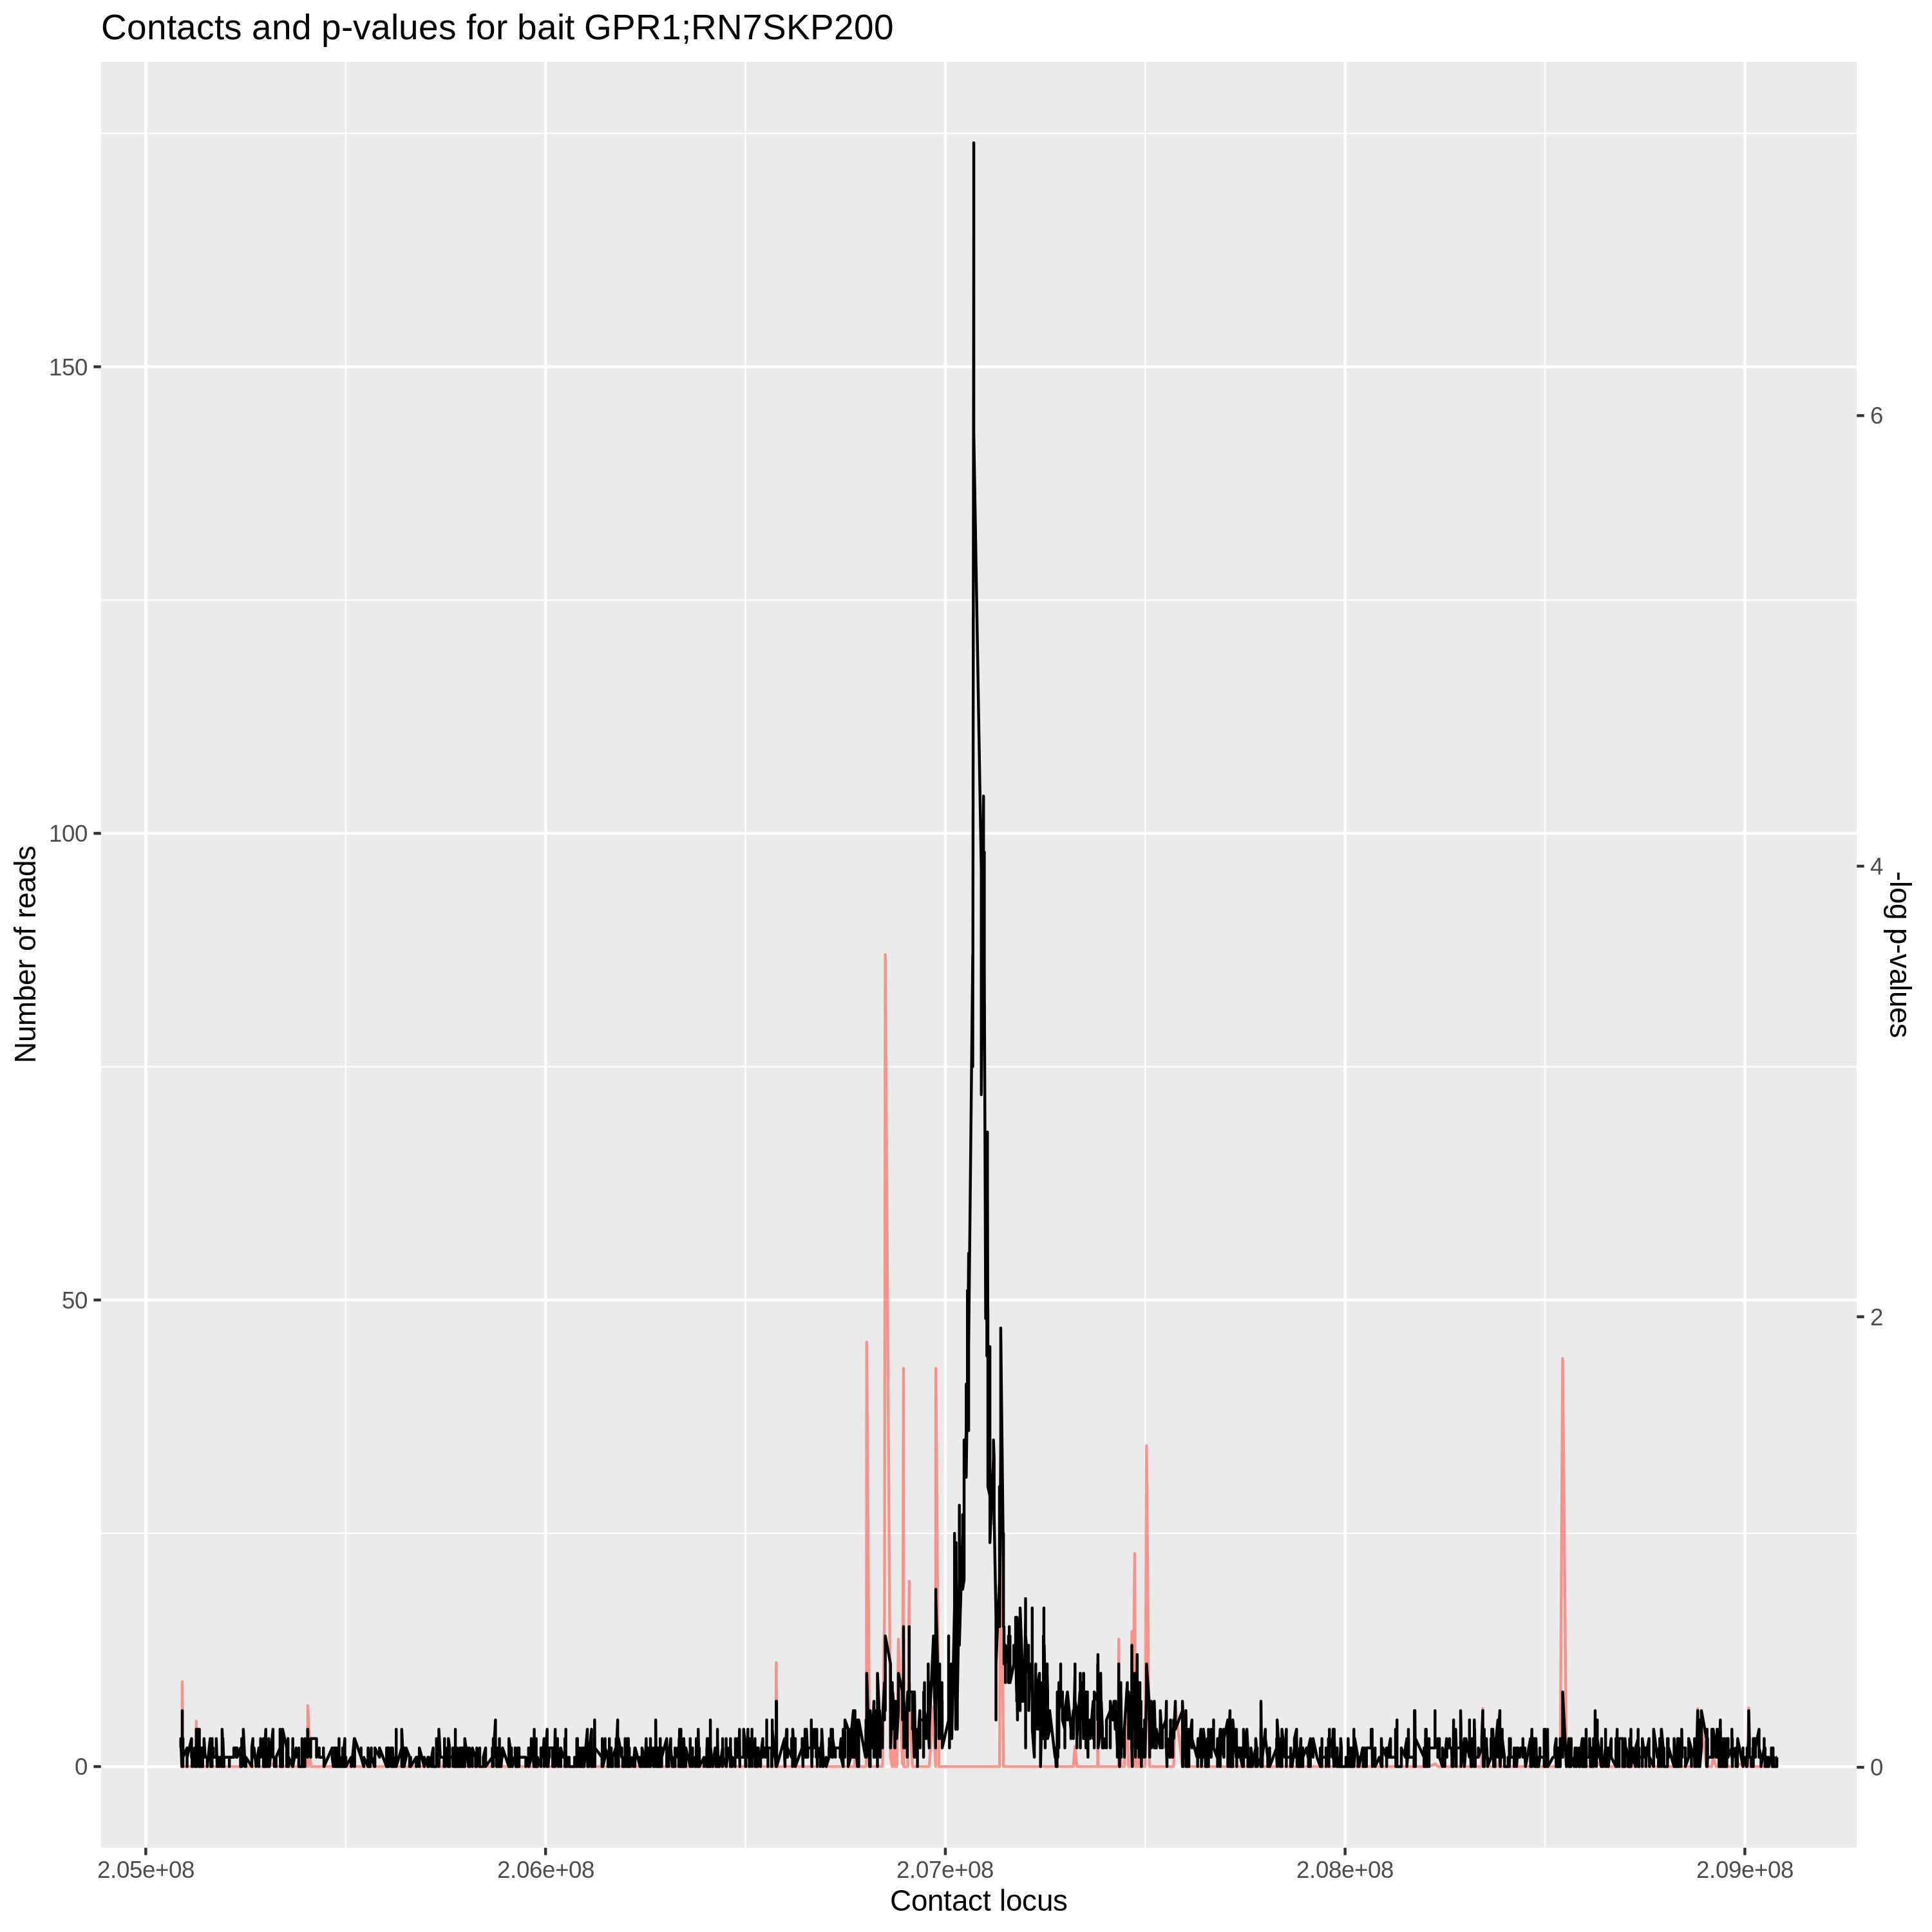 Contacts and p-values for bait GPR1;RN7SKP200
150
100
50
0
Number of reads
6
4
2
0
-log p-values
2.05e+08
2.06e+08
2.07e+08
2.08e+08
2.09e+08
Contact locus